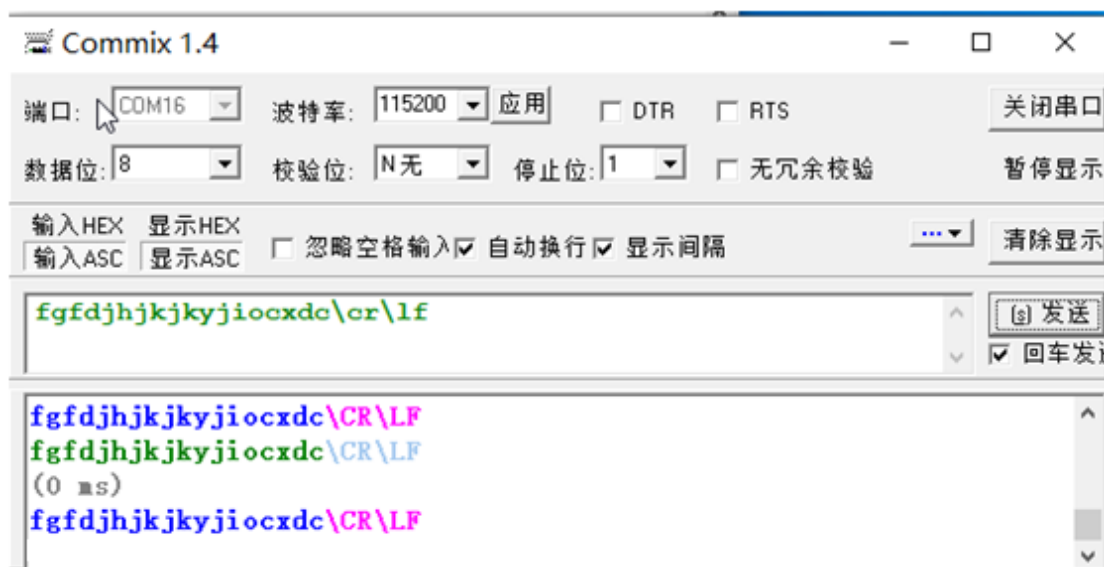 Commix 1.4
端口: COM16 波特率: 115200 应用 DTR RTS 关闭串口
数据位: 8 校验位: N无 停止位: 1 无冗余校验 暂停显示
输入HEX 显示HEX
输入ASC 显示ASC 忽略空格输入 自动换行 显示间隔 ... 清除显示
fgfdjhjkjkyjiocxdc\cr\lf
(s) 发送
回车发
fgfdjhjkjkyjiocxdc\CR\LF
fgfdjhjkjkyjiocxdc\CR\LF
(0 ms)
fgfdjhjkjkyjiocxdc\CR\LF